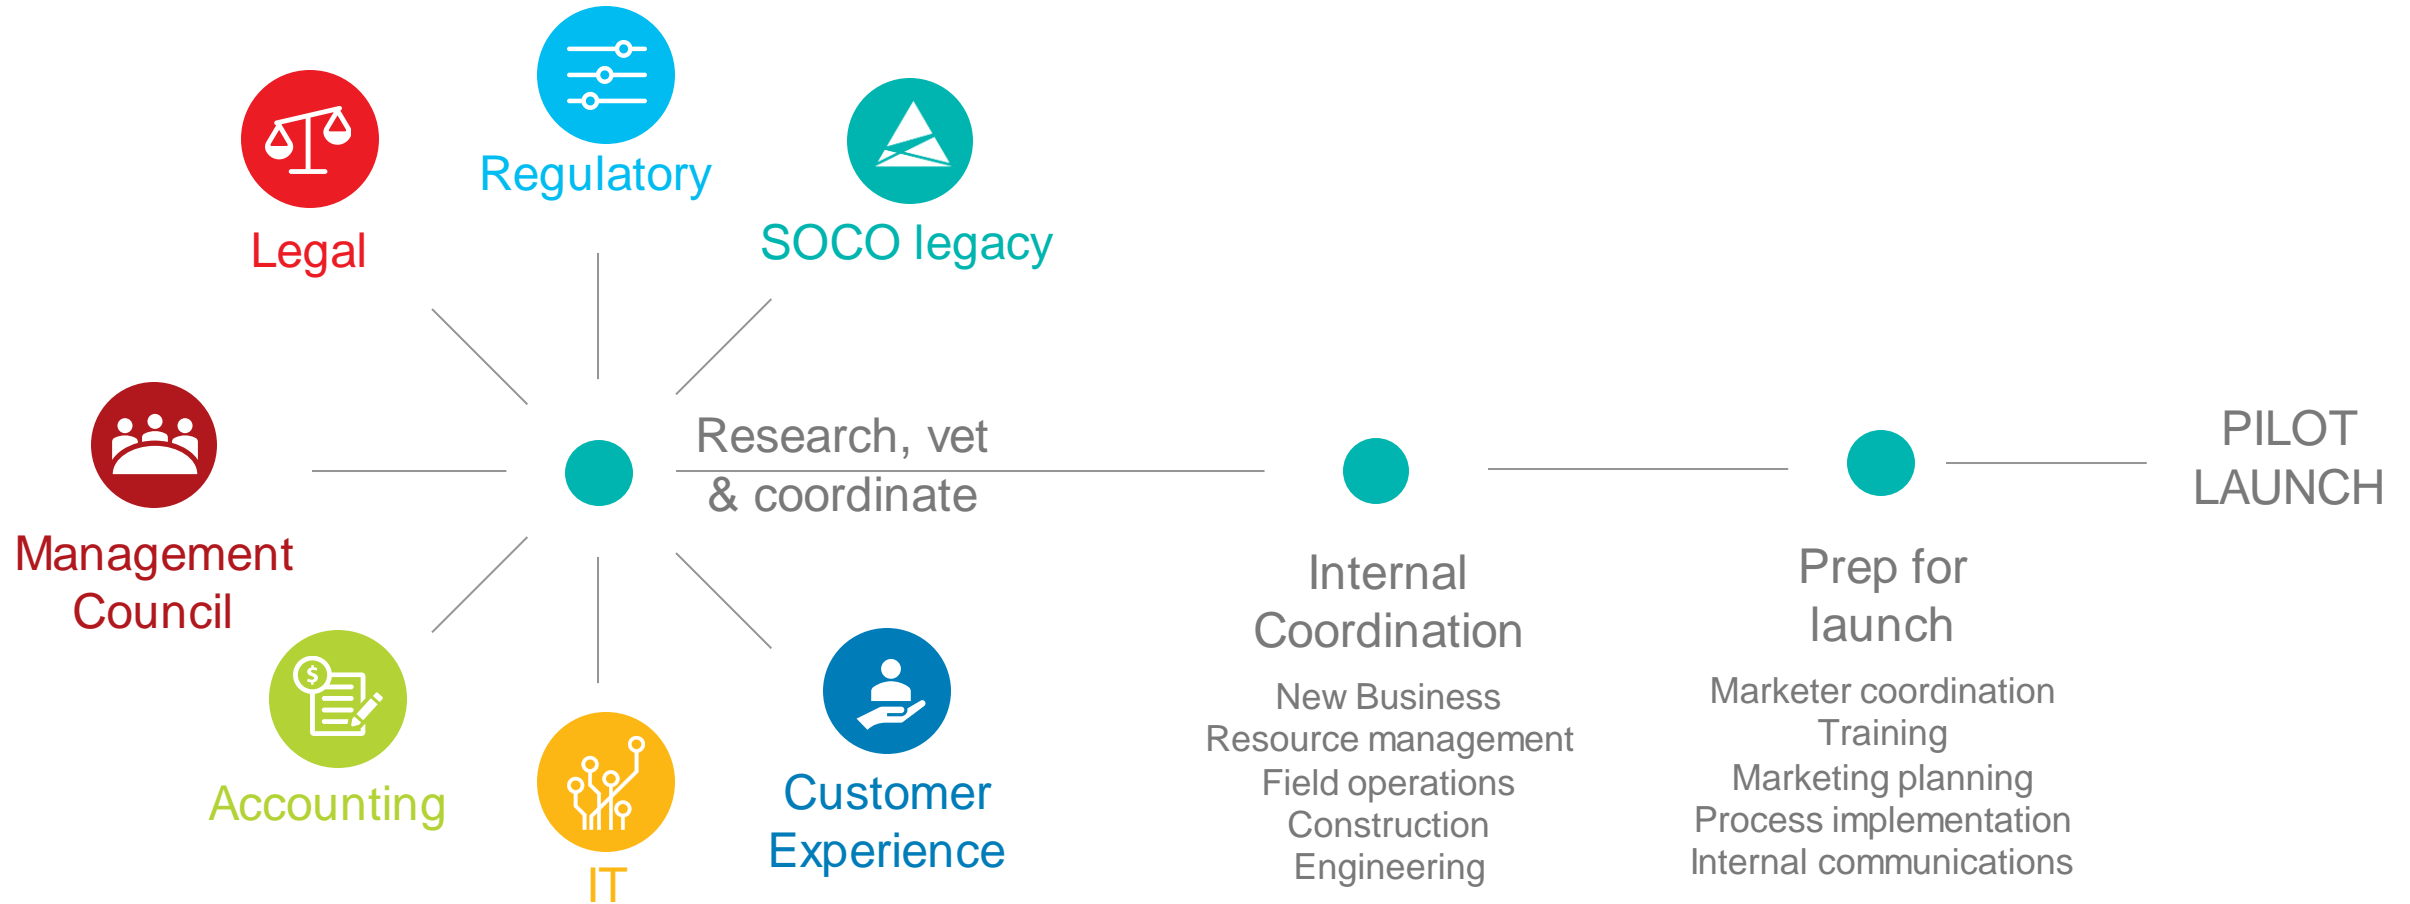 Legal
Regulatory
SOCO legacy
Management
Council
Accounting
IT
Customer
Experience
Research, vet
& coordinate
Internal
Coordination
New Business
Resource management
Field operations
Construction
Engineering
Prep for
launch
Marketer coordination
Training
Marketing planning
Process implementation
Internal communications
PILOT
LAUNCH
$